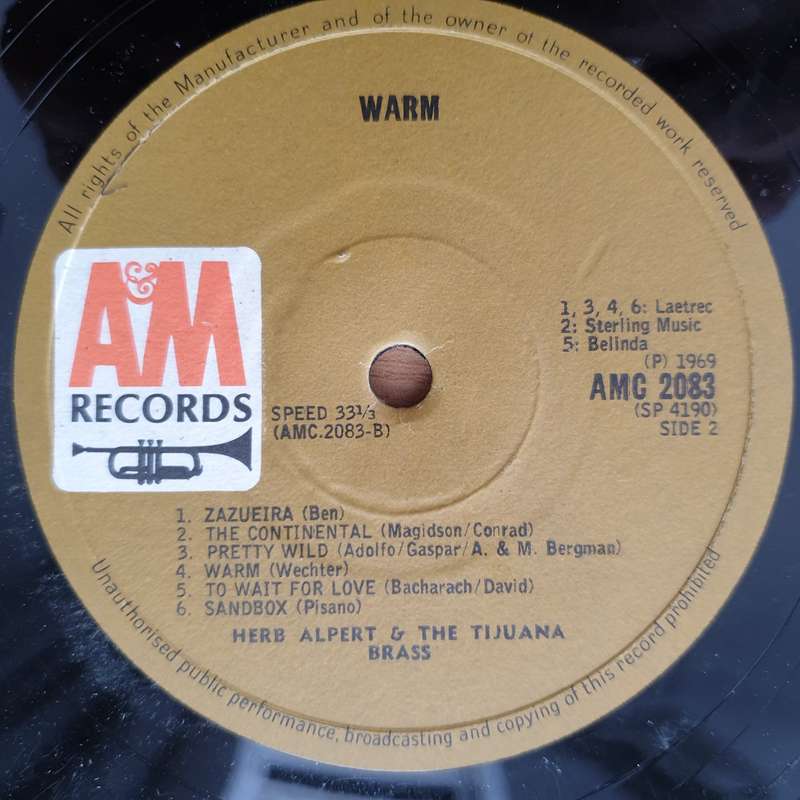 All rights of the Manufacturer and of the owner of the recorded work reserved
WARM
A&M
RECORDS
1, 3, 4, 6: Laetrec
2: Sterling Music
5: Belinda
(P) 1969
AMC 2083
(SP 4190)
SIDE 2
SPEED 33⅓
(AMC.2083-B)
1. ZAZUEIRA (Ben)
2. THE CONTINENTAL (Magidson/Conrad)
3. PRETTY WILD (Adolfo/Gaspar/A. & M. Bergman)
4. WARM (Wechter)
5. TO WAIT FOR LOVE (Bacharach/David)
6. SANDBOX (Pisano)
HERB ALPERT & THE TIJUANA
BRASS
Unauthorised public performance, broadcasting and copying of this record prohibited